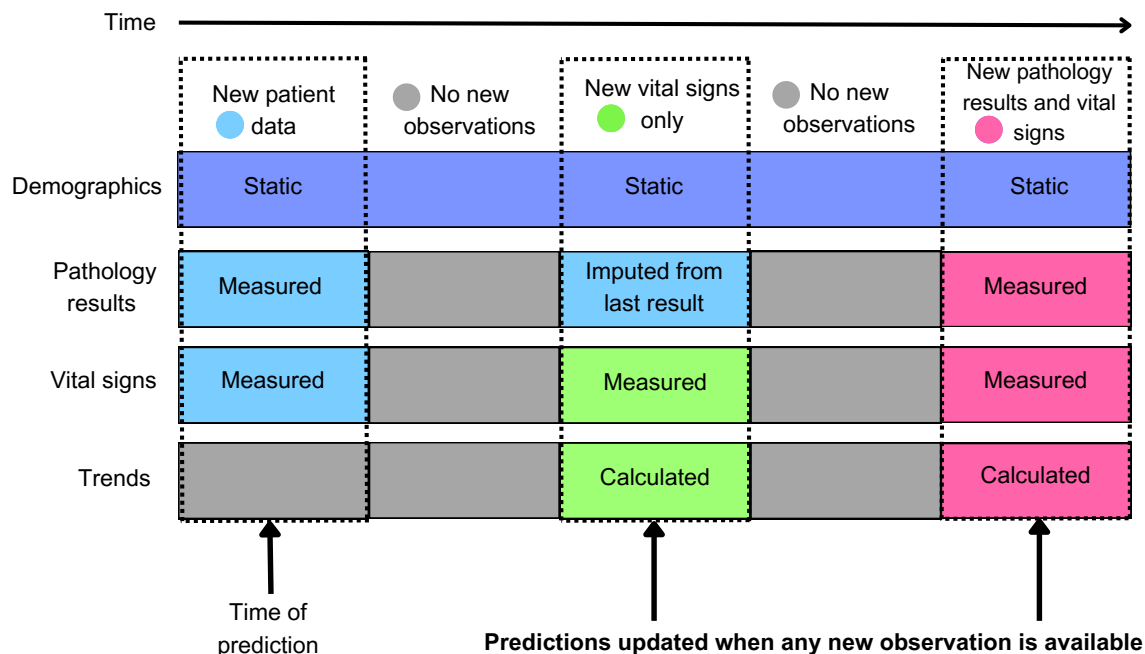 Time
New patient
data
No new
observations
New vital signs
only
No new
observations
New pathology
results and vital
signs
Demographics
Static
Static
Static
Pathology
results
Measured
Imputed from
last result
Measured
Vital signs
Measured
Measured
Measured
Trends
Calculated
Calculated
Time of
prediction
Predictions updated when any new observation is available